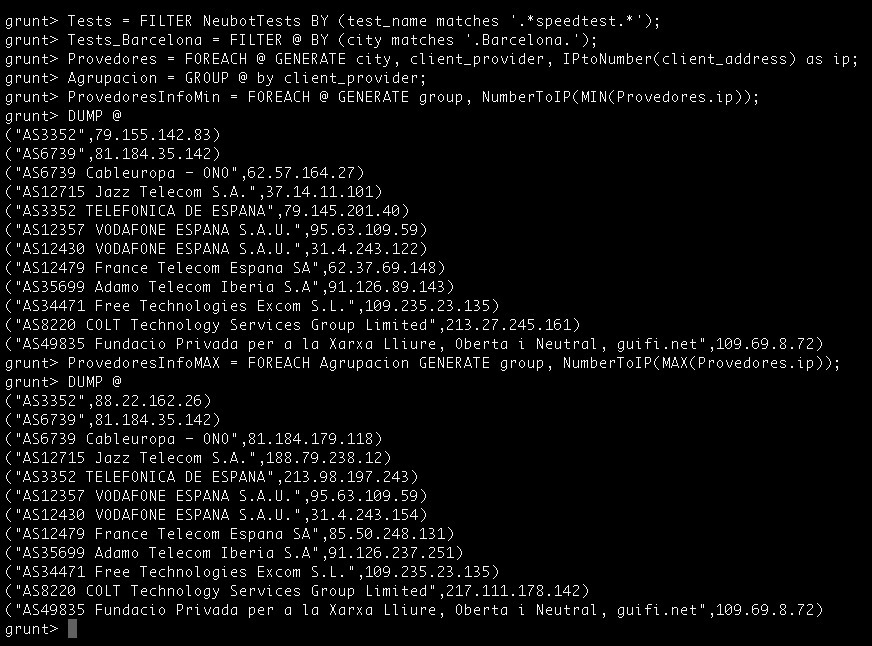 grunt> Tests = FILTER NeubotTests BY (test_name matches '.*speedtest.*');
grunt> Tests_Barcelona = FILTER @ BY (city matches '.Barcelona.');
grunt> Provedores = FOREACH @ GENERATE city, client_provider, IPtoNumber(client_address) as ip;
grunt> Agrupacion = GROUP @ by client_provider;
grunt> ProvedoresInfoMin = FOREACH @ GENERATE group, NumberToIP(MIN(Provedores.ip));
grunt> DUMP @
("AS3352",79.155.142.83)
("AS6739",81.184.35.142)
("AS6739 Cableuropa - ONO",62.57.164.27)
("AS12715 Jazz Telecom S.A.",37.14.11.101)
("AS3352 TELEFONICA DE ESPANA",79.145.201.40)
("AS12357 VODAFONE ESPANA S.A.U.",95.63.109.59)
("AS12430 VODAFONE ESPANA S.A.U.",31.4.243.122)
("AS12479 France Telecom Espana SA",62.37.69.148)
("AS35699 Adamo Telecom Iberia S.A",91.126.89.143)
("AS34471 Free Technologies Excom S.L.",109.235.23.135)
("AS8220 COLT Technology Services Group Limited",213.27.245.161)
("AS49835 Fundacio Privada per a la Xarxa Lliure, Oberta i Neutral, guifi.net",109.69.8.72)
grunt> ProvedoresInfoMAX = FOREACH Agrupacion GENERATE group, NumberToIP(MAX(Provedores.ip));
grunt> DUMP @
("AS3352",88.22.162.26)
("AS6739",81.184.35.142)
("AS6739 Cableuropa - ONO",81.184.179.118)
("AS12715 Jazz Telecom S.A.",188.79.238.12)
("AS3352 TELEFONICA DE ESPANA",213.98.197.243)
("AS12357 VODAFONE ESPANA S.A.U.",95.63.109.59)
("AS12430 VODAFONE ESPANA S.A.U.",31.4.243.154)
("AS12479 France Telecom Espana SA",85.50.248.131)
("AS35699 Adamo Telecom Iberia S.A",91.126.237.251)
("AS34471 Free Technologies Excom S.L.",109.235.23.135)
("AS8220 COLT Technology Services Group Limited",217.111.178.142)
("AS49835 Fundacio Privada per a la Xarxa Lliure, Oberta i Neutral, guifi.net",109.69.8.72)
grunt>